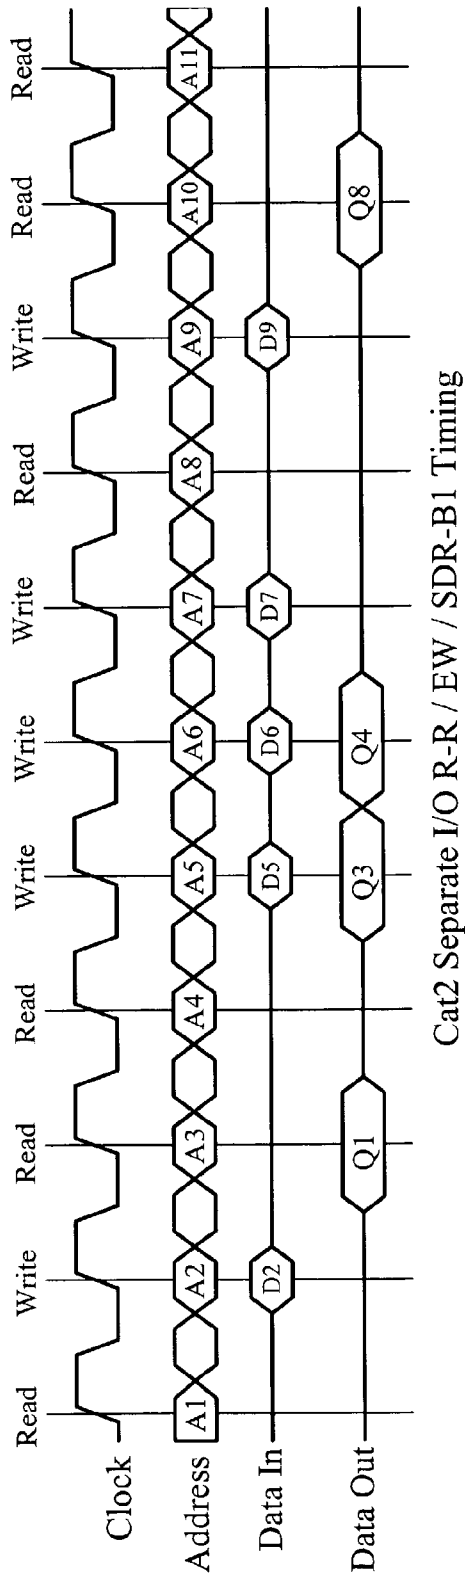 Read Write Read Read Write Write Write Read Write Read Read
Clock
Address A1 A2 A3 A4 A5 A6 A7 A8 A9 A10 A11
Data In D2 D5 D6 D7 D9
Data Out Q1 Q3 Q4 Q8
Cat2 Separate I/O R-R / EW / SDR-B1 Timing